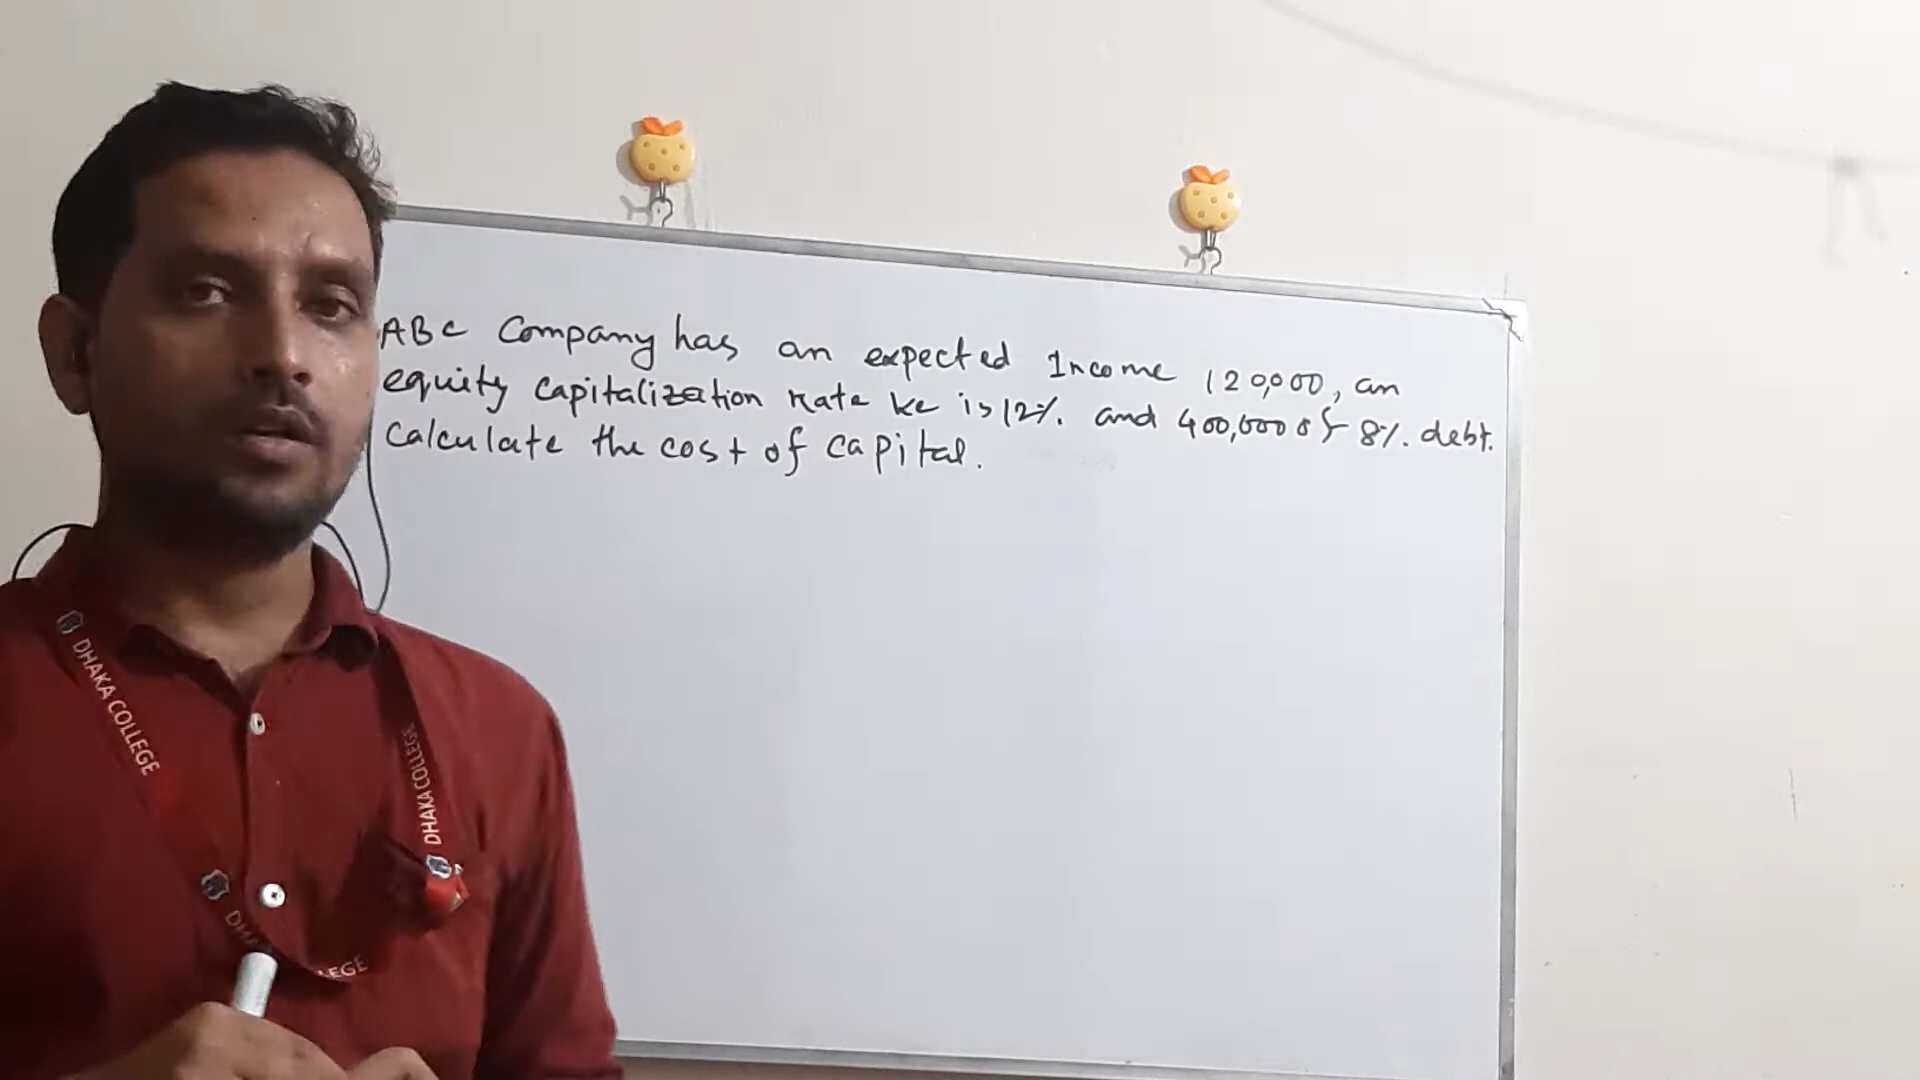 ABC Company has an expected Income 120,000, an
equity capitalization rate ke is 12%. and 400,000 of 8%. debt.
Calculate the cost of capital.
DHAKA COLLEGE
DHAKA COLLEGE